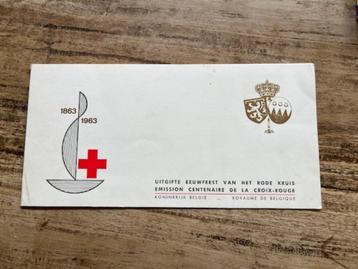 1863
1963
UITGIFTE EEUWFEEST VAN HET RODE KRUIS
EMISSION CENTENAIRE DE LA CROIX-ROUGE
KONINKRIJK BELGIË - ROYAUME DE BELGIQUE